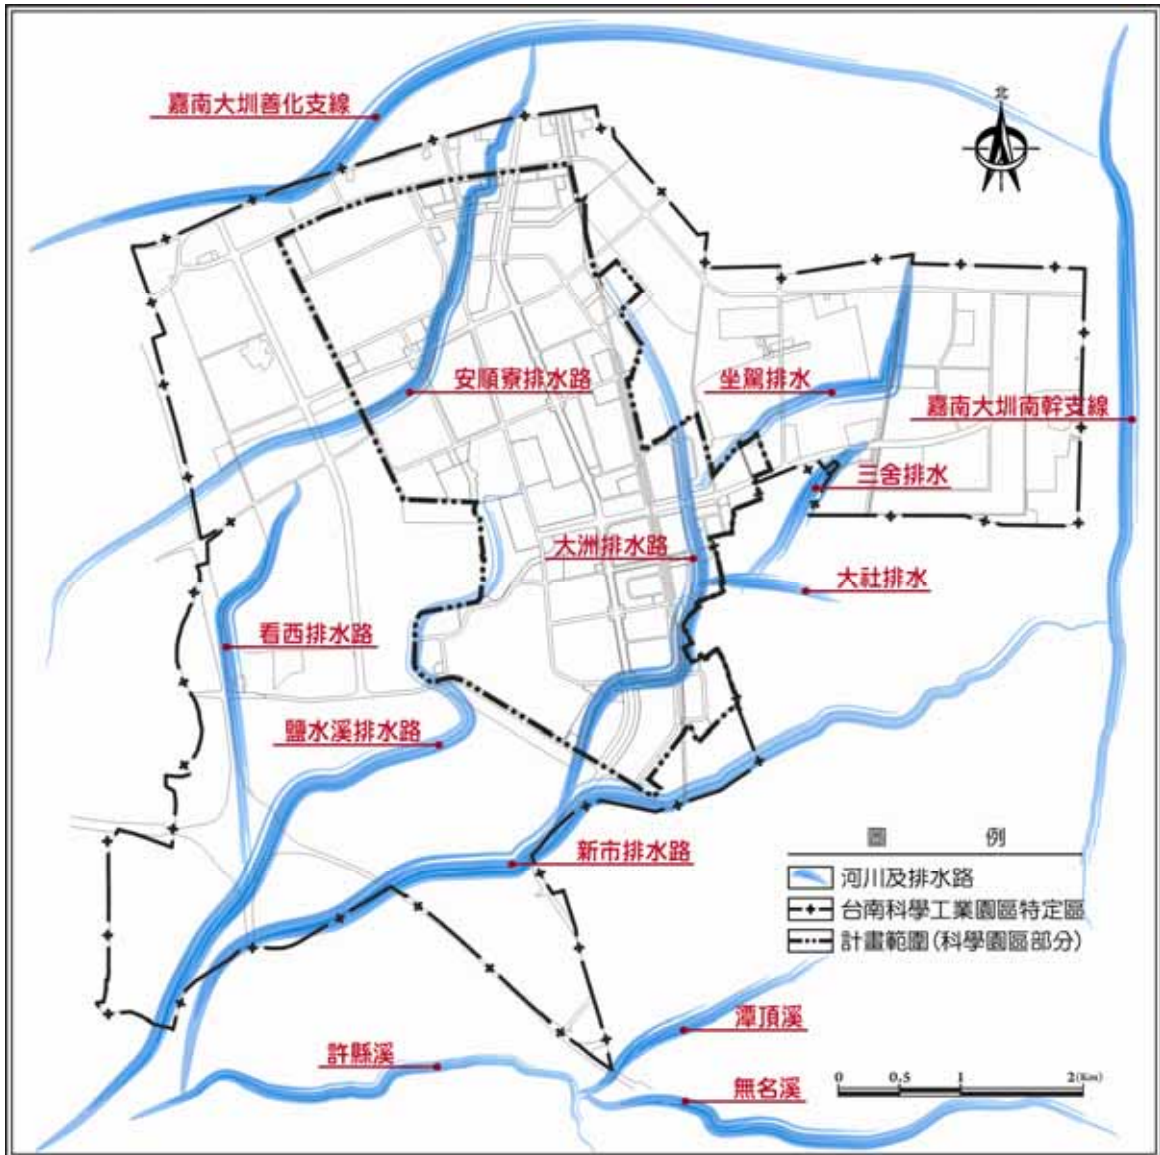 嘉南大圳善化支線
北
安順寮排水路
坐駕排水
嘉南大圳南幹支線
三舍排水
大洲排水路
大社排水
看西排水路
鹽水溪排水路
新市排水路
圖例
河川及排水路
台南科學工業園區特定區
計畫範圍(科學園區部分)
潭頂溪
許縣溪
無名溪
0 0.5 1 2(Km)